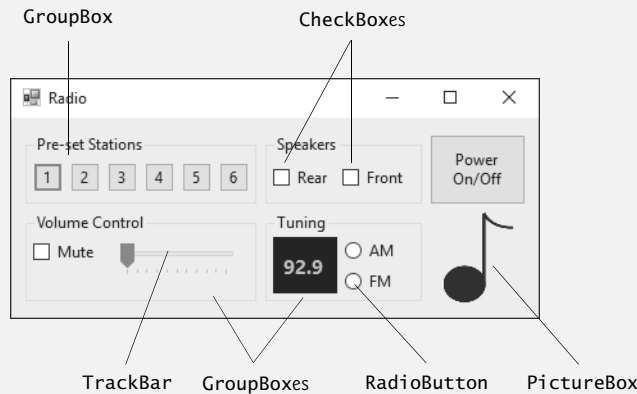 GroupBox CheckBoxes
Radio
Pre-set Stations Speakers
1 2 3 4 5 6 Rear Front Power
On/Off
Volume Control Tuning
Mute 92.9 AM
FM
TrackBar GroupBoxes RadioButton PictureBox